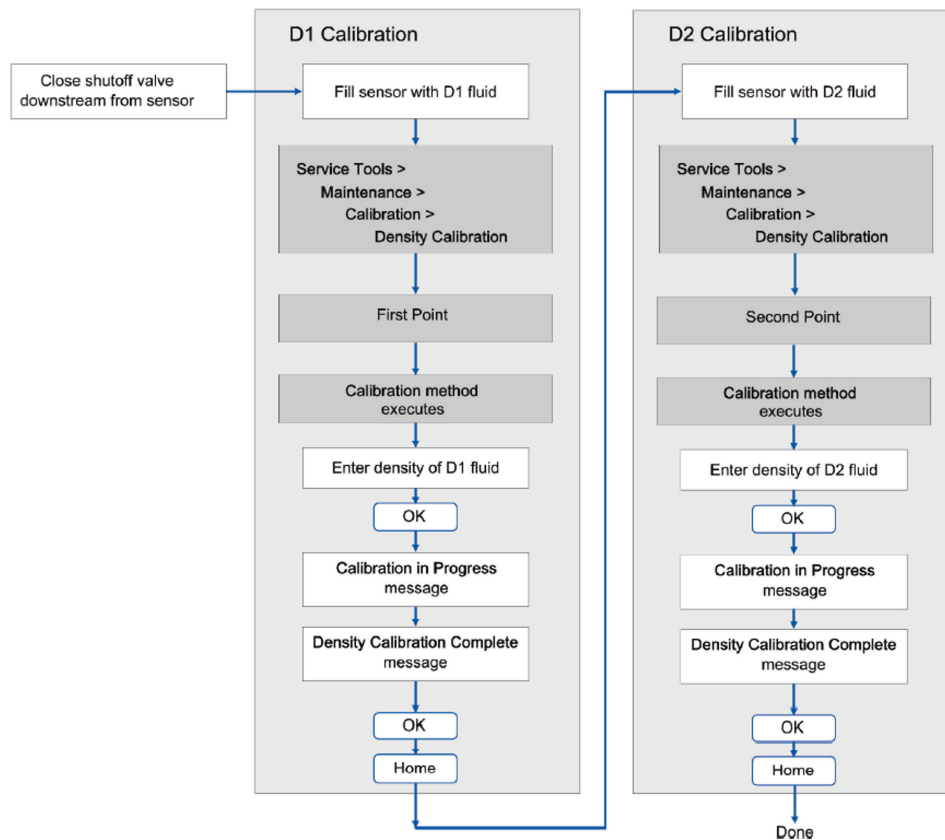 Close shutoff valve
downstream from sensor
D1 Calibration
Fill sensor with D1 fluid
Service Tools >
Maintenance >
Calibration >
Density Calibration
First Point
Calibration method
executes
Enter density of D1 fluid
OK
Calibration in Progress
message
Density Calibration Complete
message
OK
Home
D2 Calibration
Fill sensor with D2 fluid
Service Tools >
Maintenance >
Calibration >
Density Calibration
Second Point
Calibration method
executes
Enter density of D2 fluid
OK
Calibration in Progress
message
Density Calibration Complete
message
OK
Home
Done